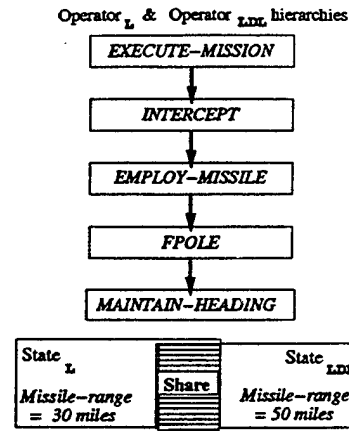 Operator L & Operator LDL hierarchies
EXECUTE–MISSION
INTERCEPT
EMPLOY–MISSILE
FPOLE
MAINTAIN–HEADING
State L Share State LDL
Missile–range Missile–range
= 30 miles = 50 miles